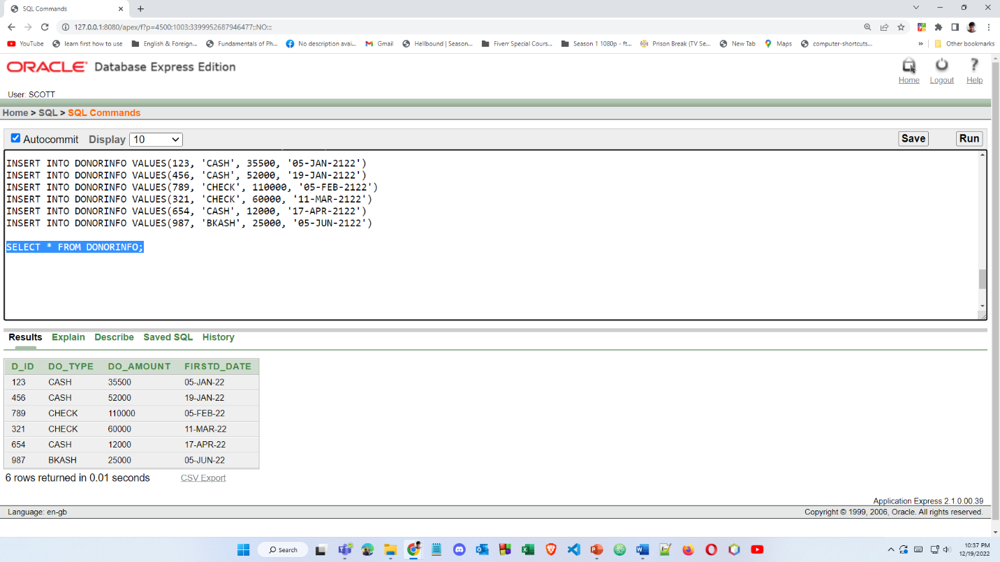 SQL Commands
127.0.0.1:8080/apex/f?p=4500:1003:3399952687946477::NO:::
YouTube learn first how to use English & Foreign... Fundamentals of Ph... No description avai... Gmail Hellbound | Season... Fiverr Special Cours... Season 1 1080p - ft... Prison Break (TV Se... New Tab Maps computer-shortcuts... » Other bookmarks
ORACLE Database Express Edition
Home Logout Help
User: SCOTT
Home > SQL > SQL Commands
Autocommit Display 10 Save Run
INSERT INTO DONORINFO VALUES(123, 'CASH', 35500, '05-JAN-2122')
INSERT INTO DONORINFO VALUES(456, 'CASH', 52000, '19-JAN-2122')
INSERT INTO DONORINFO VALUES(789, 'CHECK', 110000, '05-FEB-2122')
INSERT INTO DONORINFO VALUES(321, 'CHECK', 60000, '11-MAR-2122')
INSERT INTO DONORINFO VALUES(654, 'CASH', 12000, '17-APR-2122')
INSERT INTO DONORINFO VALUES(987, 'BKASH', 25000, '05-JUN-2122')
SELECT * FROM DONORINFO;
Results Explain Describe Saved SQL History
D_ID DO_TYPE DO_AMOUNT FIRSTD_DATE
123 CASH 35500 05-JAN-22
456 CASH 52000 19-JAN-22
789 CHECK 110000 05-FEB-22
321 CHECK 60000 11-MAR-22
654 CASH 12000 17-APR-22
987 BKASH 25000 05-JUN-22
6 rows returned in 0.01 seconds CSV Export
Application Express 2.1.0.00.39
Language: en-gb Copyright © 1999, 2006, Oracle. All rights reserved.
Search
10:37 PM
12/19/2022